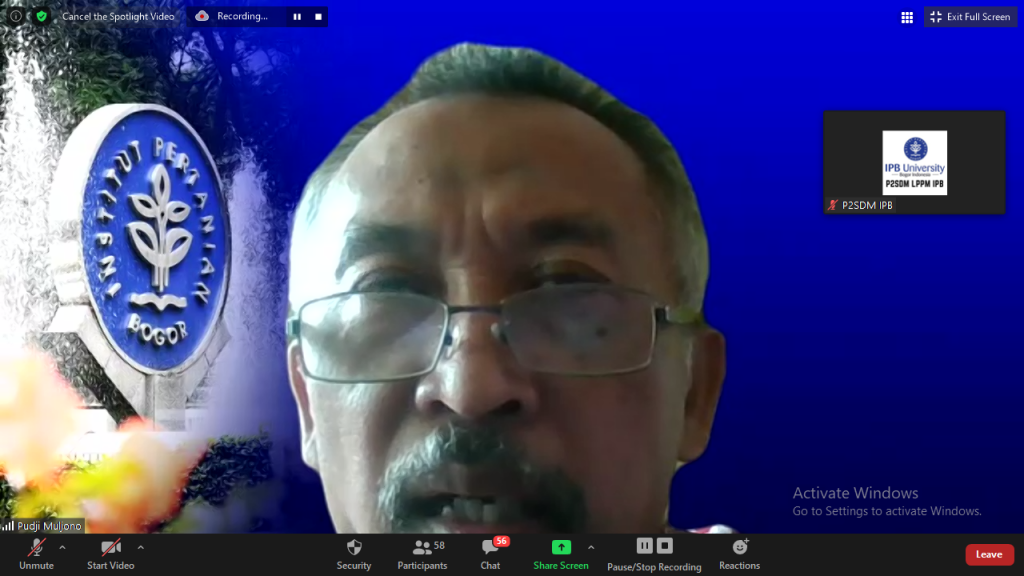 Cancel the Spotlight Video
Recording...
Exit Full Screen
INSTITUT PERTANIAN
BOGOR
IPB University
Bogor Indonesia
P2SDM LPPM IPB
P2SDM IPB
Activate Windows
Go to Settings to activate Windows.
Pudji Muljono
Unmute
Start Video
Security
58
Participants
56
Chat
Share Screen
Pause/Stop Recording
Reactions
Leave